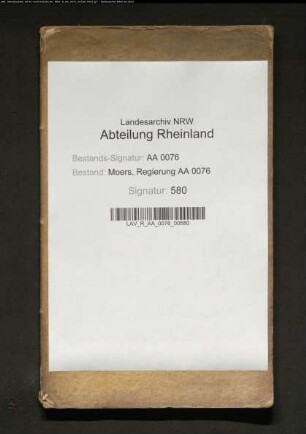 Landesarchiv NRW
Abteilung Rheinland
Bestands-Signatur: AA 0076
Bestand: Moers, Regierung AA 0076
Signatur: 580
LAV_R_AA_0076_00580